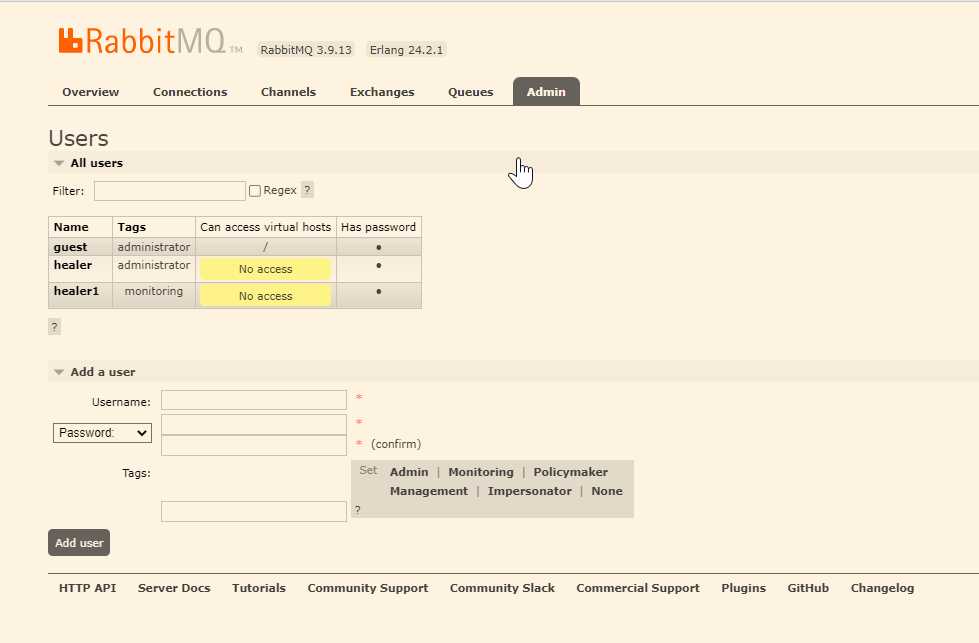 RabbitMQ TM RabbitMQ 3.9.13 Erlang 24.2.1
Overview Connections Channels Exchanges Queues Admin
Users
All users
Filter: Regex ?
Name Tags Can access virtual hosts Has password
guest administrator / •
healer administrator No access •
healer1 monitoring No access •
?
Add a user
Username: *
Password: *
* (confirm)
Tags: Set Admin | Monitoring | Policymaker
Management | Impersonator | None
?
Add user
HTTP API Server Docs Tutorials Community Support Community Slack Commercial Support Plugins GitHub Changelog